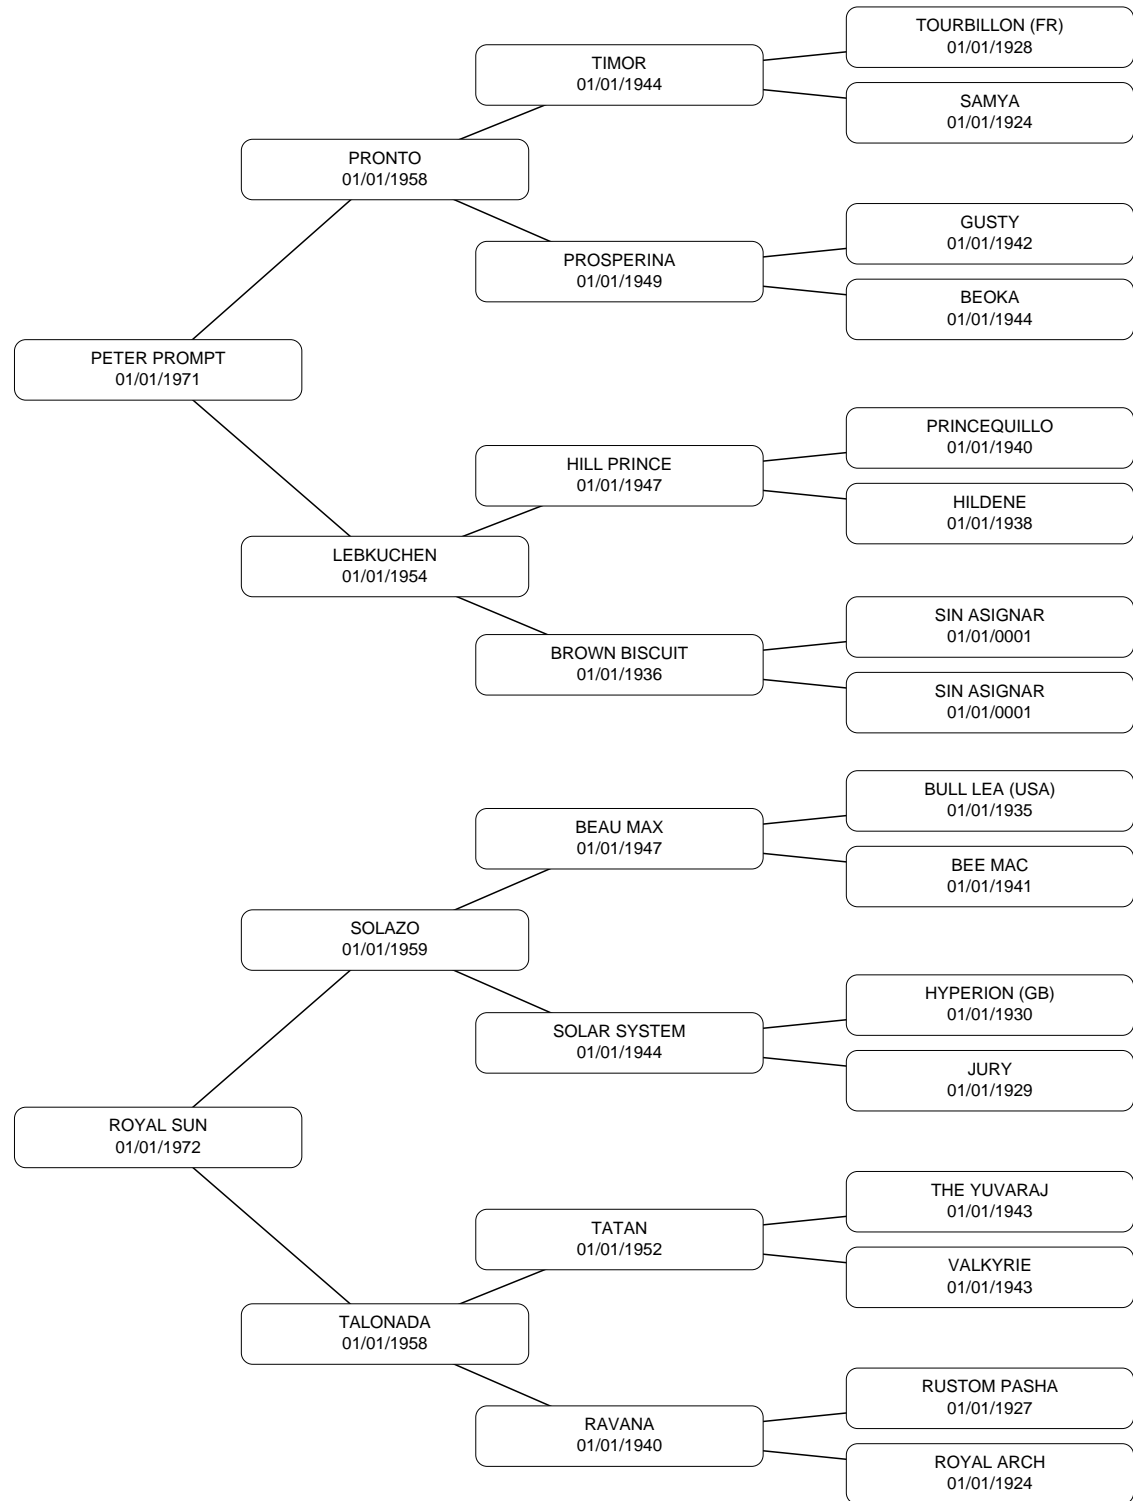 TOURBILLON (FR)
01/01/1928
TIMOR
01/01/1944
SAMYA
01/01/1924
PRONTO
01/01/1958
GUSTY
01/01/1942
PROSPERINA
01/01/1949
BEOKA
01/01/1944
PETER PROMPT
01/01/1971
PRINCEQUILLO
01/01/1940
HILL PRINCE
01/01/1947
HILDENE
01/01/1938
LEBKUCHEN
01/01/1954
SIN ASIGNAR
01/01/0001
BROWN BISCUIT
01/01/1936
SIN ASIGNAR
01/01/0001
BULL LEA (USA)
01/01/1935
BEAU MAX
01/01/1947
BEE MAC
01/01/1941
SOLAZO
01/01/1959
HYPERION (GB)
01/01/1930
SOLAR SYSTEM
01/01/1944
JURY
01/01/1929
ROYAL SUN
01/01/1972
THE YUVARAJ
01/01/1943
TATAN
01/01/1952
VALKYRIE
01/01/1943
TALONADA
01/01/1958
RUSTOM PASHA
01/01/1927
RAVANA
01/01/1940
ROYAL ARCH
01/01/1924